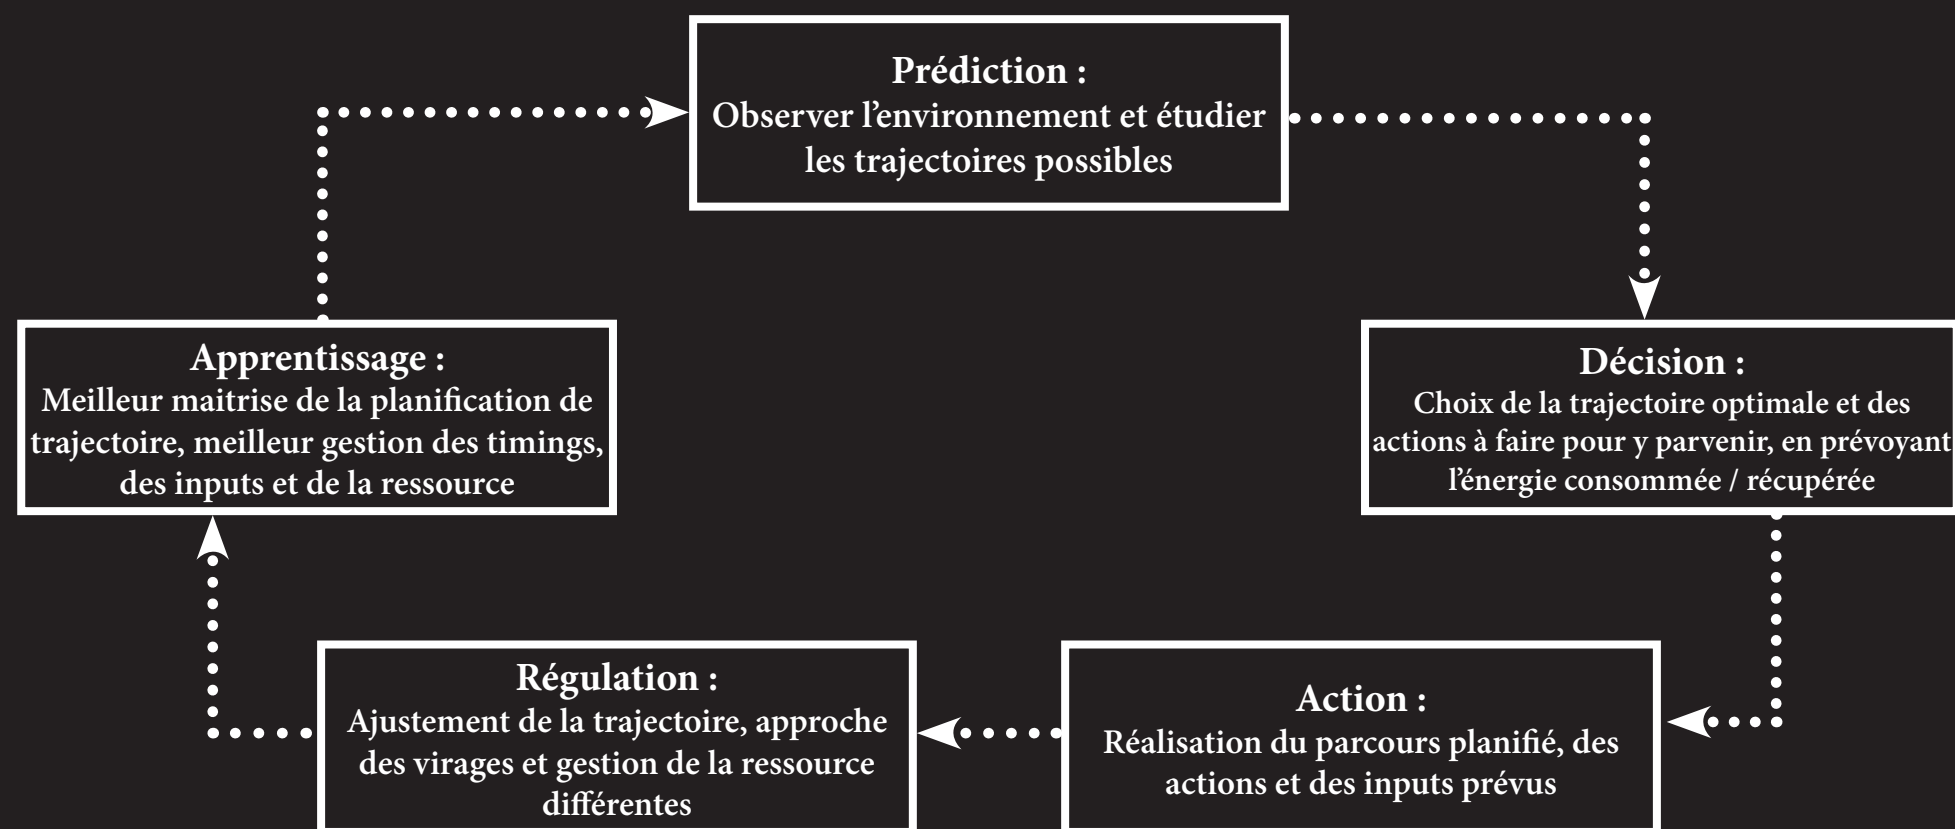 Prédiction :
Observer l’environnement et étudier
les trajectoires possibles
Décision :
Choix de la trajectoire optimale et des
actions à faire pour y parvenir, en prévoyant
l’énergie consommée / récupérée
Action :
Réalisation du parcours planifié, des
actions et des inputs prévus
Régulation :
Ajustement de la trajectoire, approche
des virages et gestion de la ressource
différentes
Apprentissage :
Meilleur maitrise de la planification de
trajectoire, meilleur gestion des timings,
des inputs et de la ressource